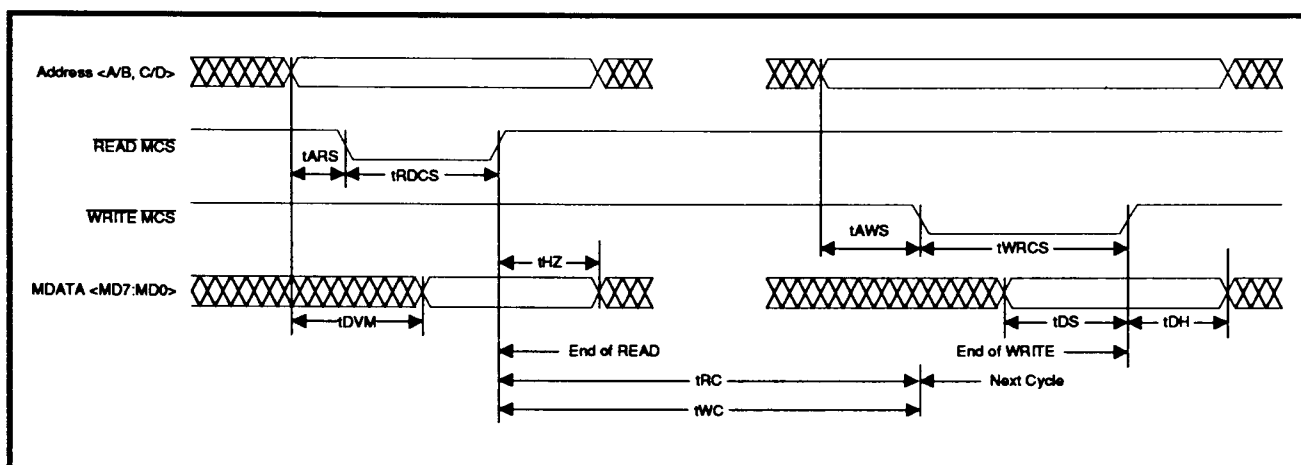 Address <A/B, C/D>
READ MCS
tARS
tRDCS
WRITE MCS
tAWS
tWRCS
tHZ
MDATA <MD7:MD0>
tDVM
tDS
tDH
End of READ
End of WRITE
tRC
Next Cycle
tWC